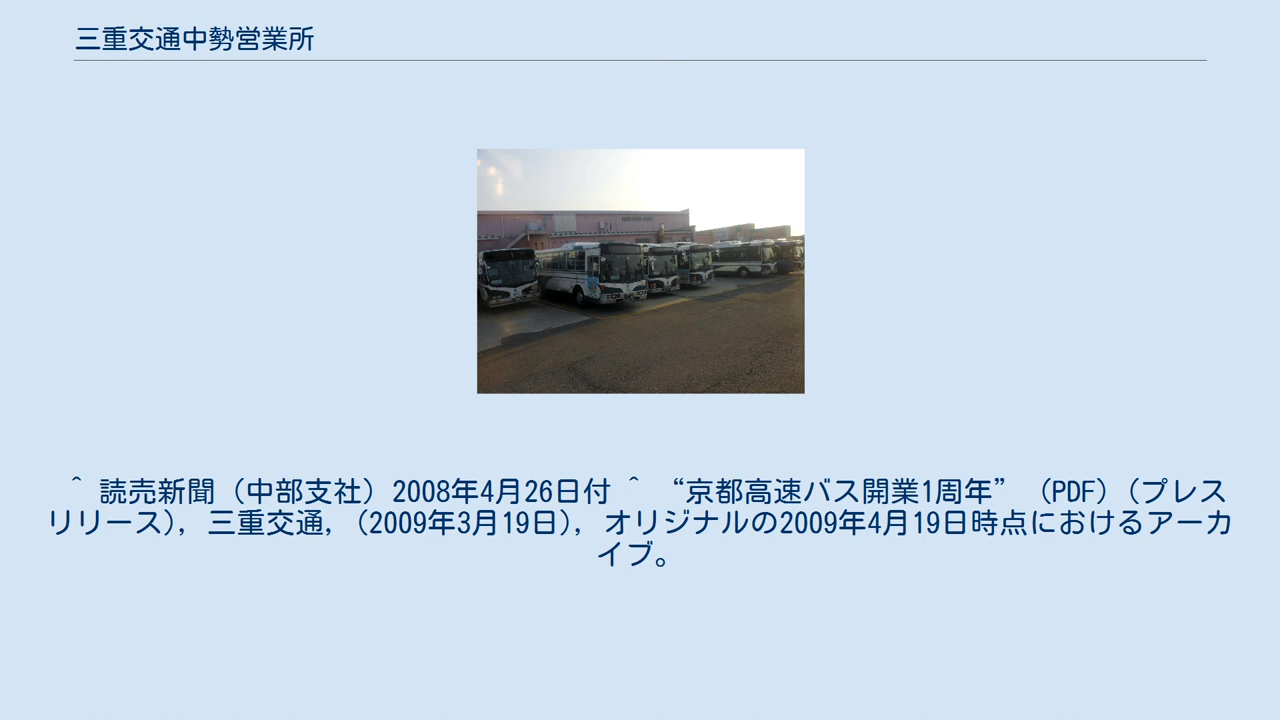 三重交通中勢営業所
^ 読売新聞（中部支社）2008年4月26日付 ^ “京都高速バス開業1周年” (PDF) (プレス
リリース), 三重交通, (2009年3月19日), オリジナルの2009年4月19日時点におけるアーカ
イブ。